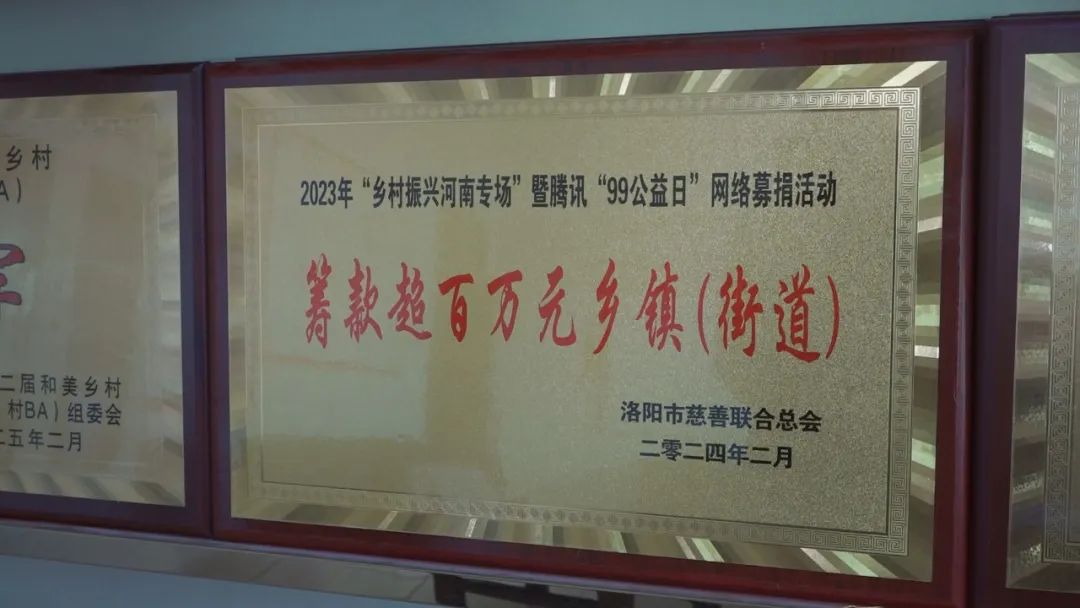 乡村
BA）
军
二届和美乡村
村BA）组委会
二五年二月
2023年“乡村振兴河南专场”暨腾讯“99公益日”网络募捐活动
筹款超百万元乡镇(街道)
洛阳市慈善联合总会
二零二四年二月